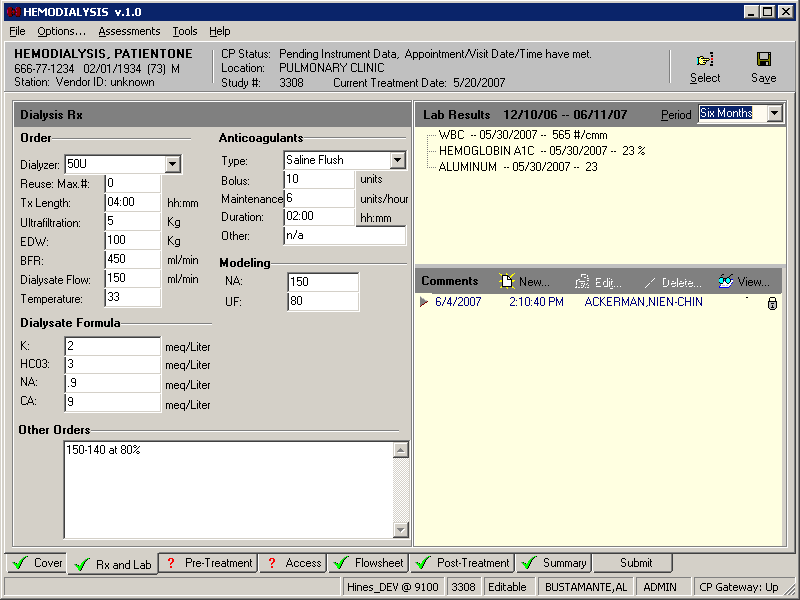 HEMODIALYSIS v.1.0
File Options... Assessments Tools Help
HEMODIALYSIS, PATIENTONE
666-77-1234 02/01/1934 (73) M
Station: Vendor ID: unknown
CP Status: Pending Instrument Data, Appointment/Visit Date/Time have met.
Location: PULMONARY CLINIC
Study #: 3308 Current Treatment Date: 5/20/2007
Select
Save
Dialysis Rx
Order
Dialyzer: 50U
Reuse: Max.#: 0
Tx Length: 04:00 hh:mm
Ultrafiltration: 5 Kg
EDW: 100 Kg
BFR: 450 ml/min
Dialysate Flow: 150 ml/min
Temperature: 33
Anticoagulants
Type: Saline Flush
Bolus: 10 units
Maintenance 6 units/hour
Duration: 02:00 hh:mm
Other: n/a
Modeling
NA: 150
UF: 80
Dialysate Formula
K: 2 meq/Liter
HC03: 3 meq/Liter
NA: .9 meq/Liter
CA: 9 meq/Liter
Other Orders
150-140 at 80%
Lab Results 12/10/06 -- 06/11/07 Period Six Months
WBC -- 05/30/2007 -- 565 #/cmm
HEMOGLOBIN A1C -- 05/30/2007 -- 23 %
ALUMINUM -- 05/30/2007 -- 23
Comments New... Edit... Delete... View...
6/4/2007 2:10:40 PM ACKERMAN,NIEN-CHIN
Cover Rx and Lab ? Pre-Treatment ? Access Flowsheet Post-Treatment Summary Submit
Hines_DEV @ 9100 3308 Editable BUSTAMANTE,AL ADMIN CP Gateway: Up